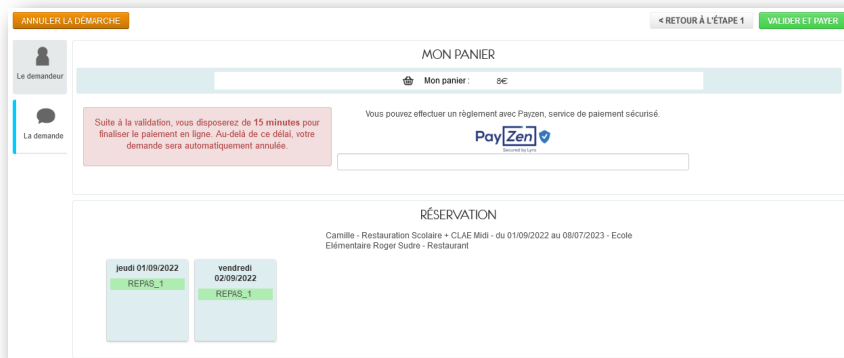 ANNULER LA DÉMARCHE
< RETOUR À L'ÉTAPE 1
VALIDER ET PAYER
Le demandeur
La demande
MON PANIER
Mon panier : 8€
Suite à la validation, vous disposerez de 15 minutes pour
finaliser le paiement en ligne. Au-delà de ce délai, votre
demande sera automatiquement annulée.
Vous pouvez effectuer un règlement avec Payzen, service de paiement sécurisé.
PayZen
Secured by Lyra
RÉSERVATION
Camille - Restauration Scolaire + CLAE Midi - du 01/09/2022 au 08/07/2023 - Ecole
Elémentaire Roger Sudre - Restaurant
jeudi 01/09/2022
REPAS_1
vendredi
02/09/2022
REPAS_1